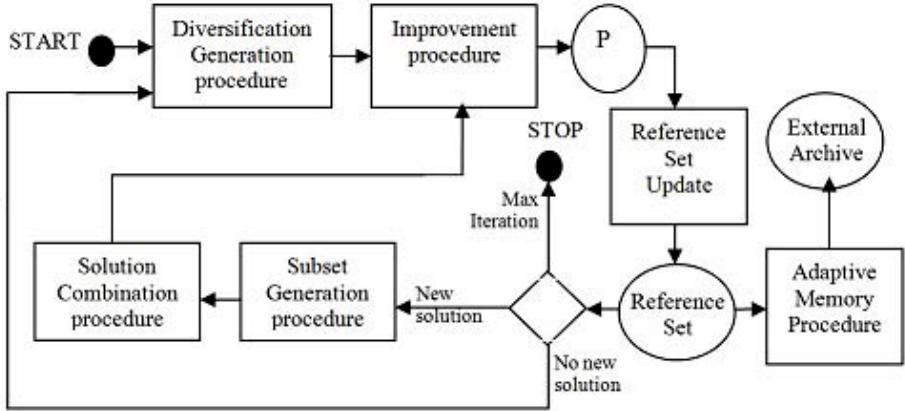 START
Diversification
Generation
procedure
Improvement
procedure
P
Reference
Set
Update
External
Archive
STOP
Max
Iteration
Solution
Combination
procedure
Subset
Generation
procedure
New
solution
Reference
Set
Adaptive
Memory
Procedure
No new
solution